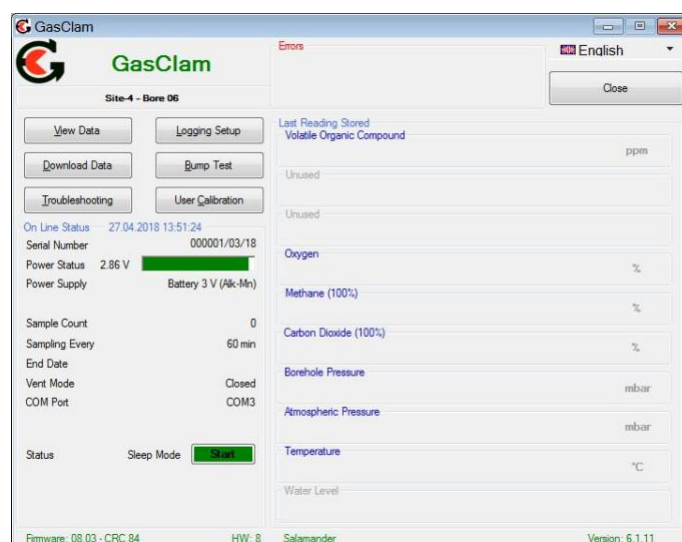 GasClam
GasClam
Site-4 - Bore 06
Errors
English
Close
View Data
Logging Setup
Download Data
Bump Test
Troubleshooting
User Calibration
On Line Status 27.04.2018 13:51:24
Serial Number 000001/03/18
Power Status 2.86 V
Power Supply Battery 3 V (Alk-Mn)
Sample Count 0
Sampling Every 60 min
End Date
Vent Mode Closed
COM Port COM3
Status Sleep Mode Start
Last Reading Stored
Volatile Organic Compound
ppm
Unused
Unused
Oxygen
%
Methane (100%)
%
Carbon Dioxide (100%)
%
Borehole Pressure
mbar
Atmospheric Pressure
mbar
Temperature
°C
Water Level
Firmware: 08.03 - CRC 84 HW: 8 Salamander Version: 6.1.11